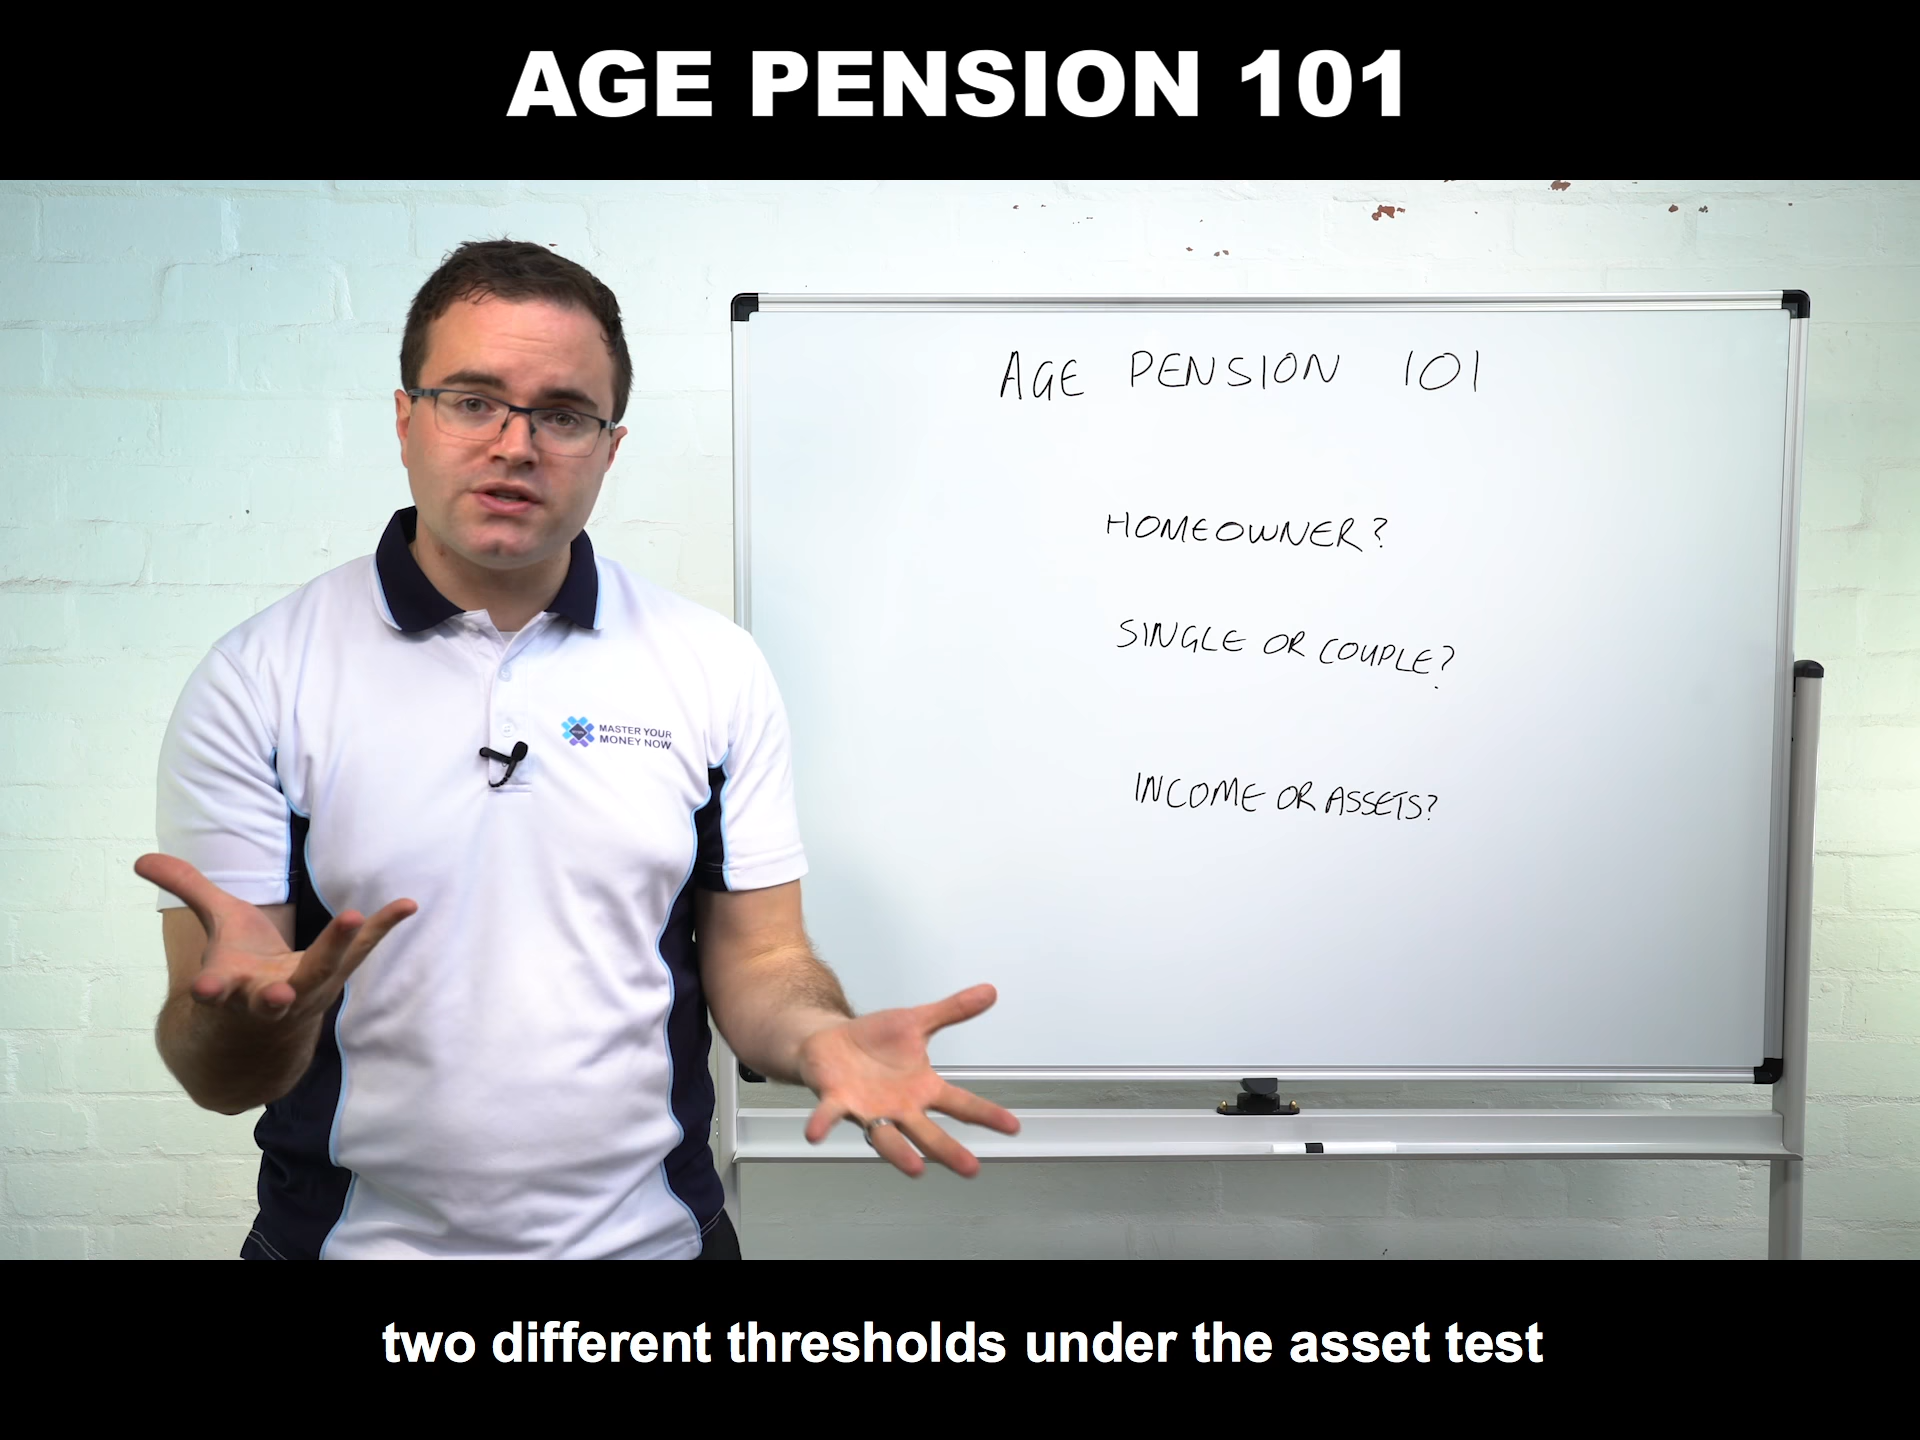 AGE PENSION 101
AGE PENSION 101
HOMEOWNER?
SINGLE OR COUPLE?
MASTER YOUR
MONEY NOW
INCOME OR ASSETS?
two different thresholds under the asset test